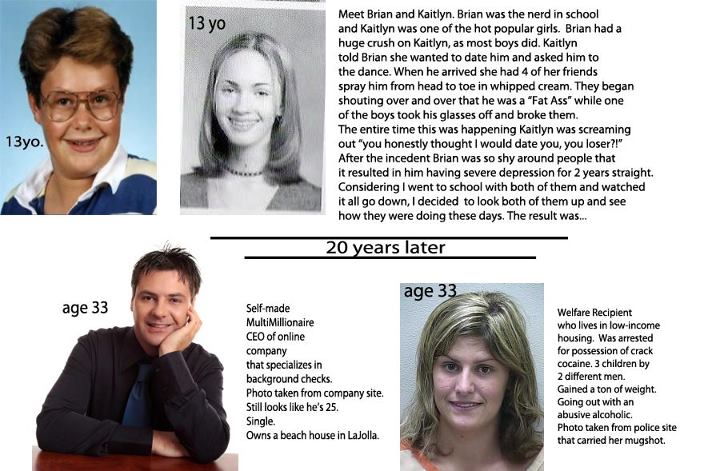 13yo.
13 yo
Meet Brian and Kaitlyn. Brian was the nerd in school
and Kaitlyn was one of the hot popular girls. Brian had a
huge crush on Kaitlyn, as most boys did. Kaitlyn
told Brian she wanted to date him and asked him to
the dance. When he arrived she had 4 of her friends
spray him from head to toe in whipped cream. They began
shouting over and over that he was a "Fat Ass" while one
of the boys took his glasses off and broke them.
The entire time this was happening Kaitlyn was screaming
out "you honestly thought I would date you, you loser?!"
After the incedent Brian was so shy around people that
it resulted in him having severe depression for 2 years straight.
Considering I went to school with both of them and watched
it all go down, I decided to look both of them up and see
how they were doing these days. The result was...
20 years later
age 33
Self-made
MultiMillionaire
CEO of online
company
that specializes in
background checks.
Photo taken from company site.
Still looks like he's 25.
Single.
Owns a beach house in LaJolla.
age 33
Welfare Recipient
who lives in low-income
housing. Was arrested
for possession of crack
cocaine. 3 children by
2 different men.
Gained a ton of weight.
Going out with an
abusive alcoholic.
Photo taken from police site
that carried her mugshot.